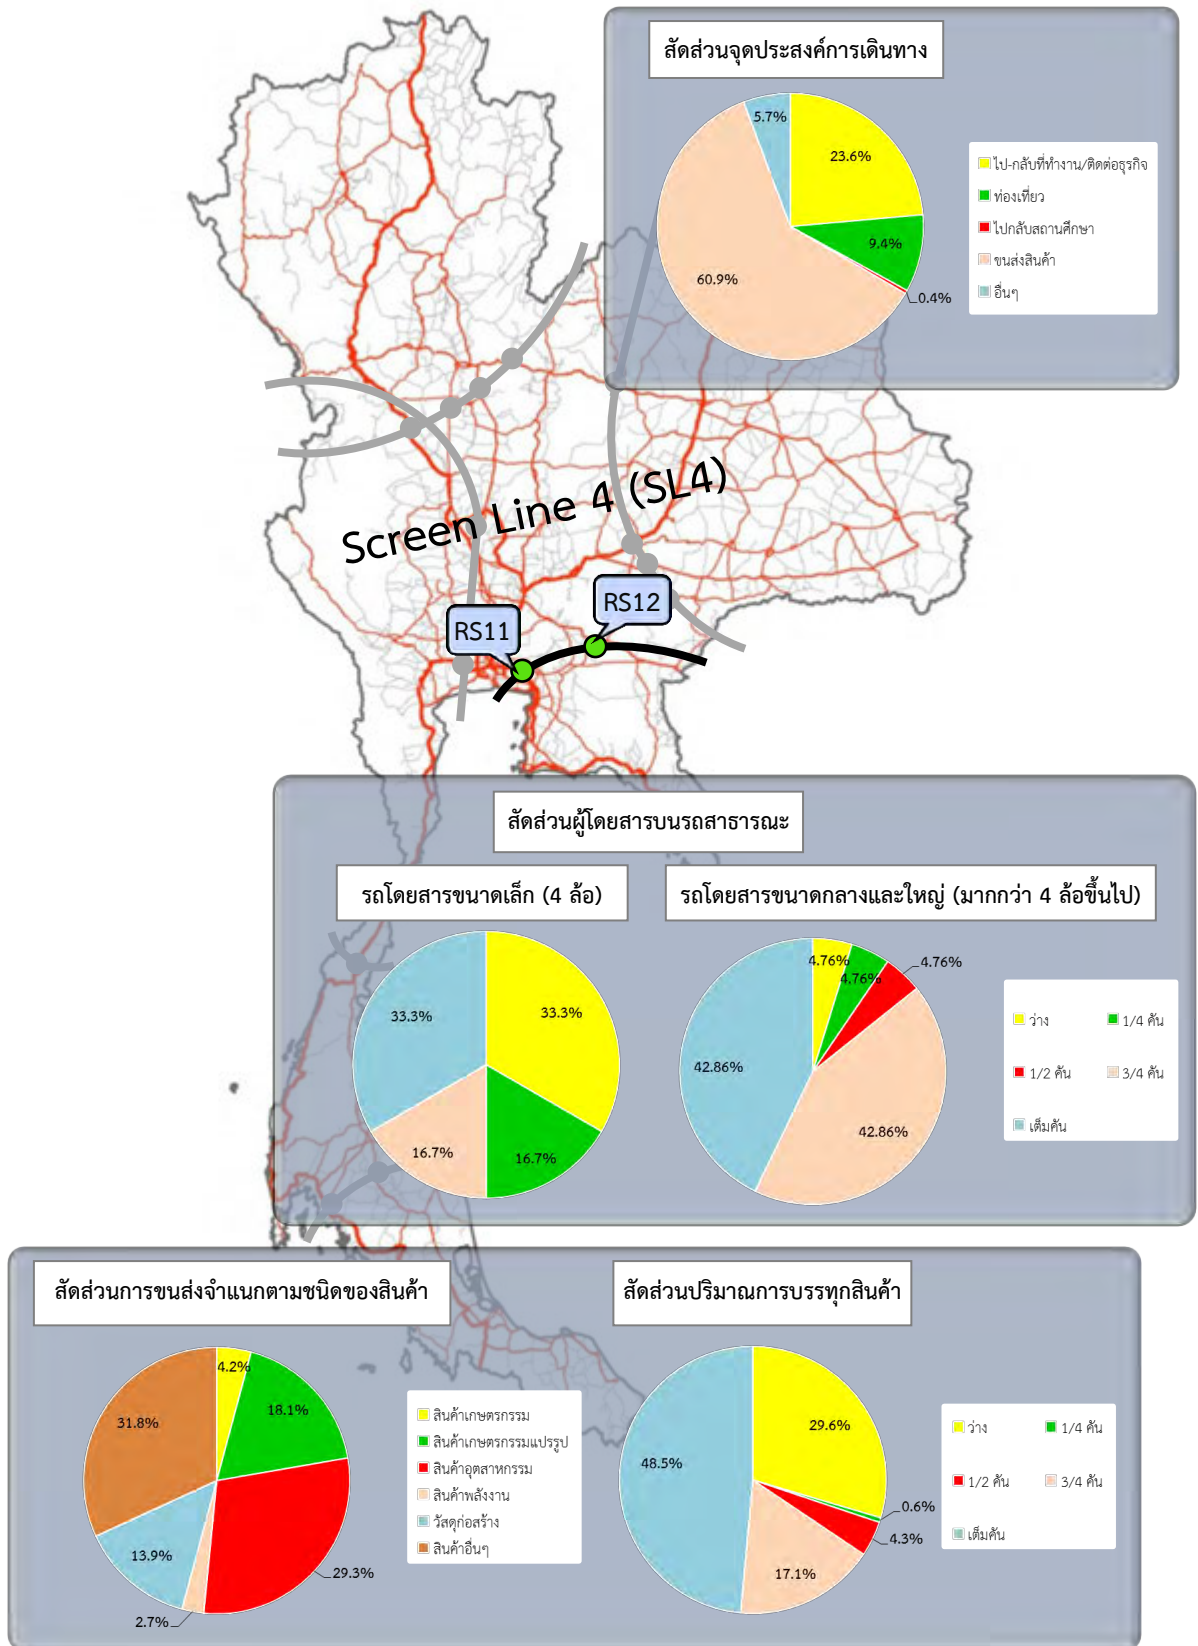 สัดส่วนจุดประสงค์การเดินทาง
5.7%
23.6%
9.4%
0.4%
60.9%
ไป-กลับที่ทำงาน/ติดต่อธุรกิจ
ท่องเที่ยว
ไปกลับสถานศึกษา
ขนส่งสินค้า
อื่นๆ
Screen Line 4 (SL4)
RS11
RS12
สัดส่วนผู้โดยสารบนรถสาธารณะ
รถโดยสารขนาดเล็ก (4 ล้อ)
33.3%
33.3%
16.7%
16.7%
รถโดยสารขนาดกลางและใหญ่ (มากกว่า 4 ล้อขึ้นไป)
4.76%
4.76%
4.76%
42.86%
42.86%
ว่าง
1/4 คัน
1/2 คัน
3/4 คัน
เต็มคัน
สัดส่วนการขนส่งจำแนกตามชนิดของสินค้า
4.2%
18.1%
31.8%
13.9%
29.3%
2.7%
สินค้าเกษตรกรรม
สินค้าเกษตรกรรมแปรรูป
สินค้าอุตสาหกรรม
สินค้าพลังงาน
วัสดุก่อสร้าง
สินค้าอื่นๆ
สัดส่วนปริมาณการบรรทุกสินค้า
29.6%
48.5%
0.6%
4.3%
17.1%
ว่าง
1/4 คัน
1/2 คัน
3/4 คัน
เต็มคัน